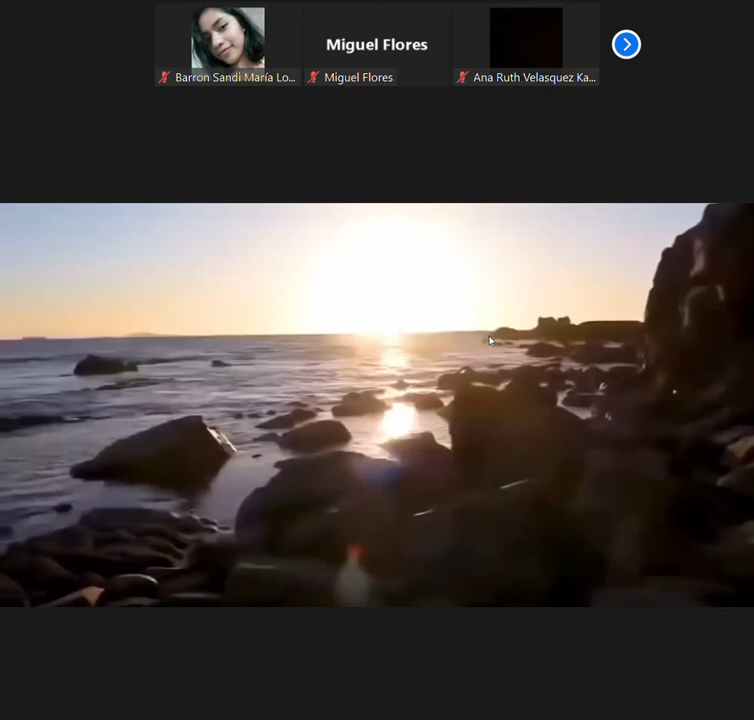 Miguel Flores
Barron Sandi María Lo...
Miguel Flores
Ana Ruth Velasquez Ka...